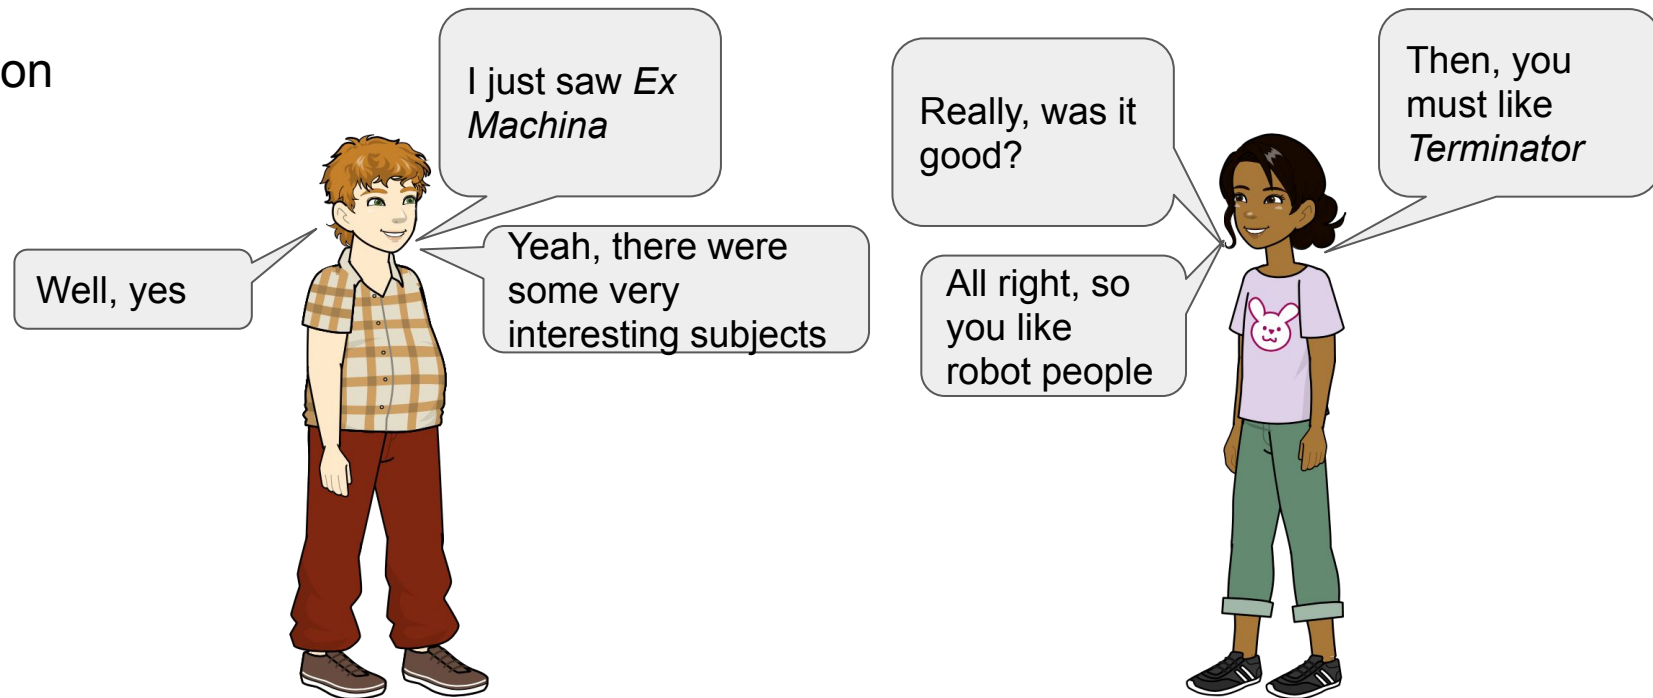 on
I just saw Ex
Machina
Really, was it
good?
Yeah, there were
some very
interesting subjects
All right, so
you like
robot people
Well, yes
Then, you
must like
Terminator